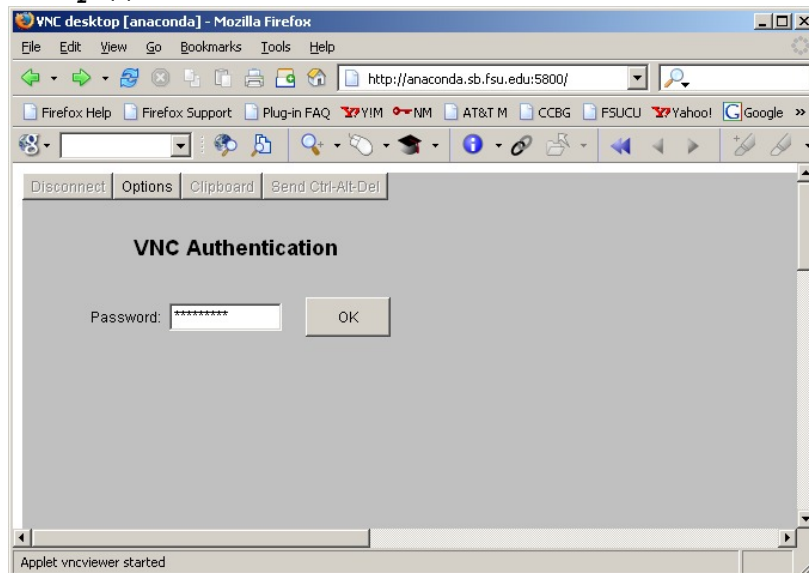 VNC desktop [anaconda] - Mozilla Firefox
File Edit View Go Bookmarks Tools Help
http://anaconda.sb.fsu.edu:5800/
Firefox Help Firefox Support Plug-in FAQ YIM NM AT&T M CCBG FSUCU Yahoo! Google »
Disconnect Options Clipboard Send Ctrl-Alt-Del
VNC Authentication
Password: ********* OK
Applet vncviewer started